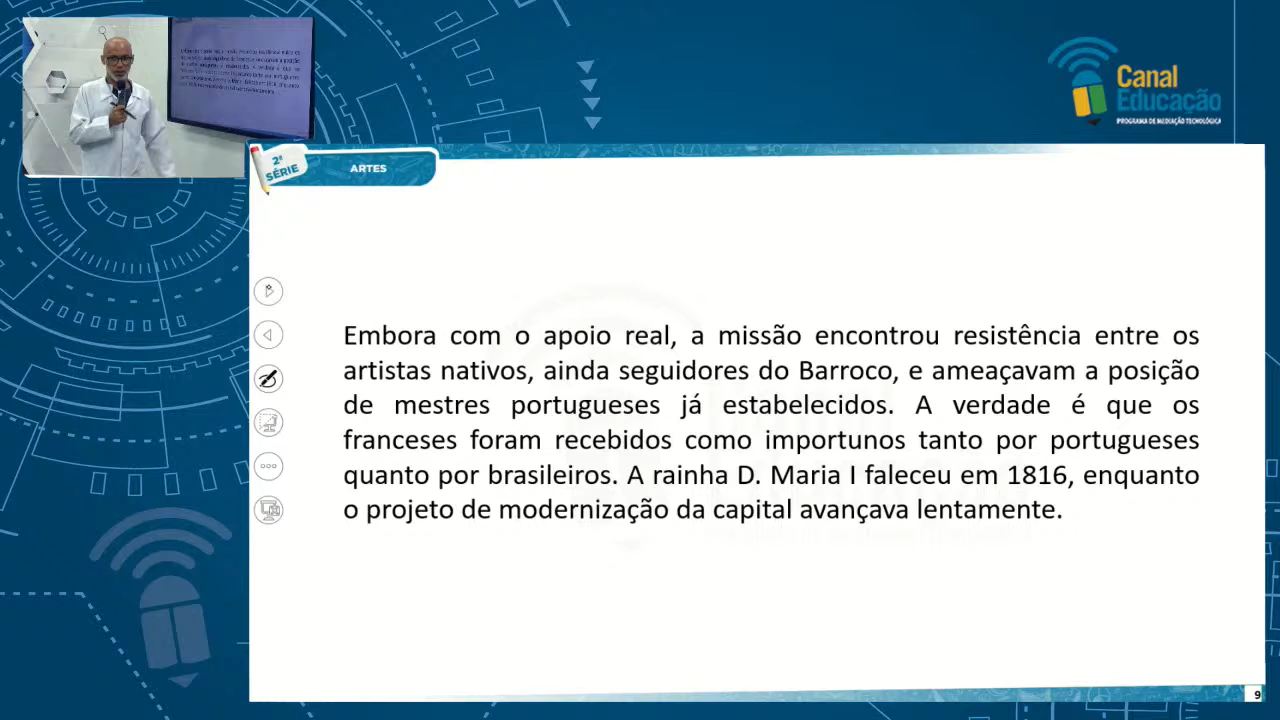 Canal
Educação
PROGRAMA DE MEDIAÇÃO TECNOLÓGICA
2ª
SÉRIE
ARTES
Embora com o apoio real, a missão encontrou resistência entre os
artistas nativos, ainda seguidores do Barroco, e ameaçavam a posição
de mestres portugueses já estabelecidos. A verdade é que os
franceses foram recebidos como importunos tanto por portugueses
quanto por brasileiros. A rainha D. Maria I faleceu em 1816, enquanto
o projeto de modernização da capital avançava lentamente.
9